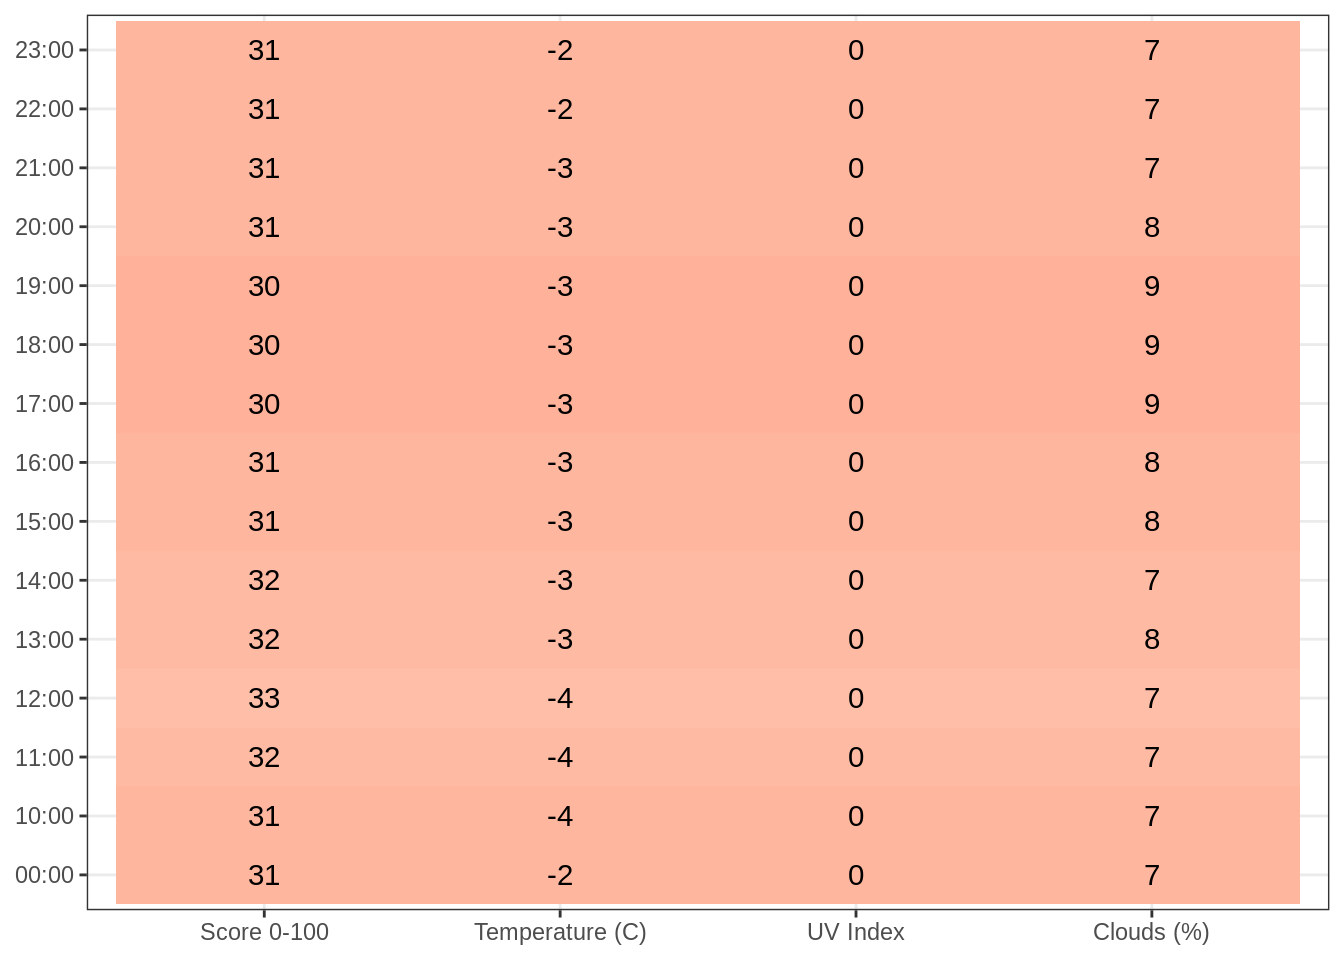 23:00 31 -2 0 7
22:00 31 -2 0 7
21:00 31 -3 0 7
20:00 31 -3 0 8
19:00 30 -3 0 9
18:00 30 -3 0 9
17:00 30 -3 0 9
16:00 31 -3 0 8
15:00 31 -3 0 8
14:00 32 -3 0 7
13:00 32 -3 0 8
12:00 33 -4 0 7
11:00 32 -4 0 7
10:00 31 -4 0 7
00:00 31 -2 0 7
Score 0-100 Temperature (C) UV Index Clouds (%)